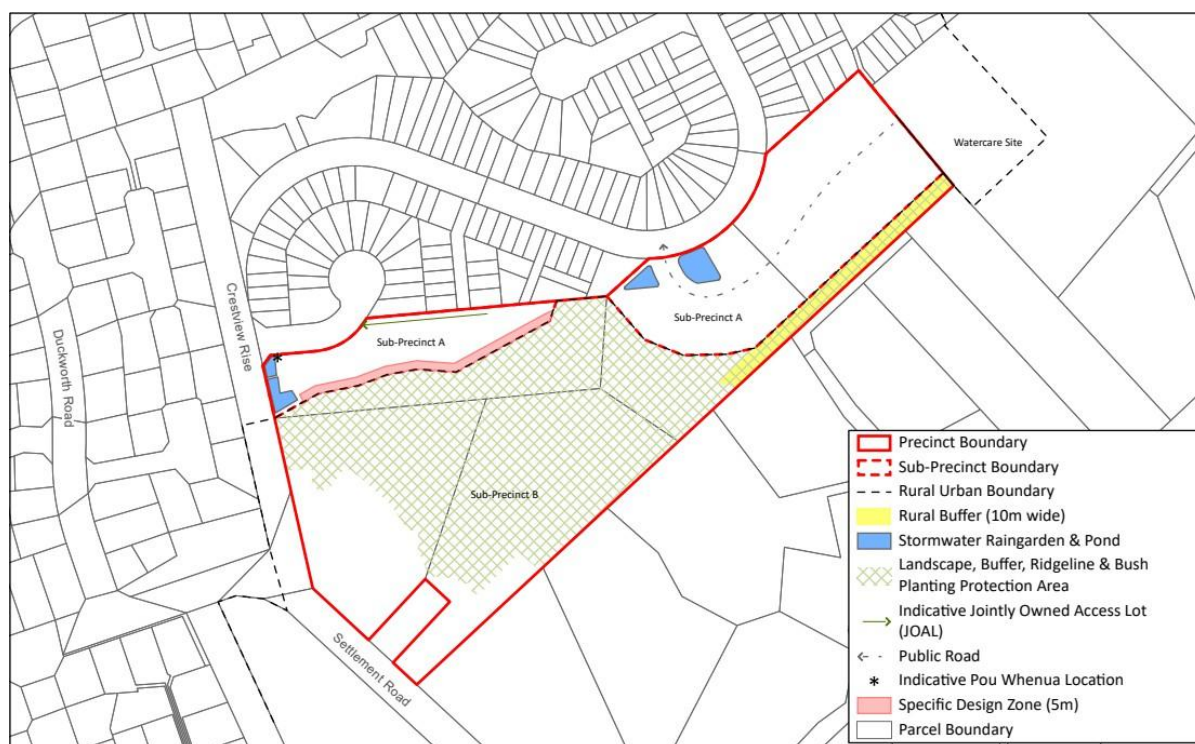 Watercare Site
Sub-Precinct A
Sub-Precinct A
Crestview Rise
Duckworth Road
Sub-Precinct B
Settlement Road
Precinct Boundary
Sub-Precinct Boundary
Rural Urban Boundary
Rural Buffer (10m wide)
Stormwater Raingarden & Pond
Landscape, Buffer, Ridgeline & Bush
Planting Protection Area
Indicative Jointly Owned Access Lot
(JOAL)
Public Road
Indicative Pou Whenua Location
Specific Design Zone (5m)
Parcel Boundary